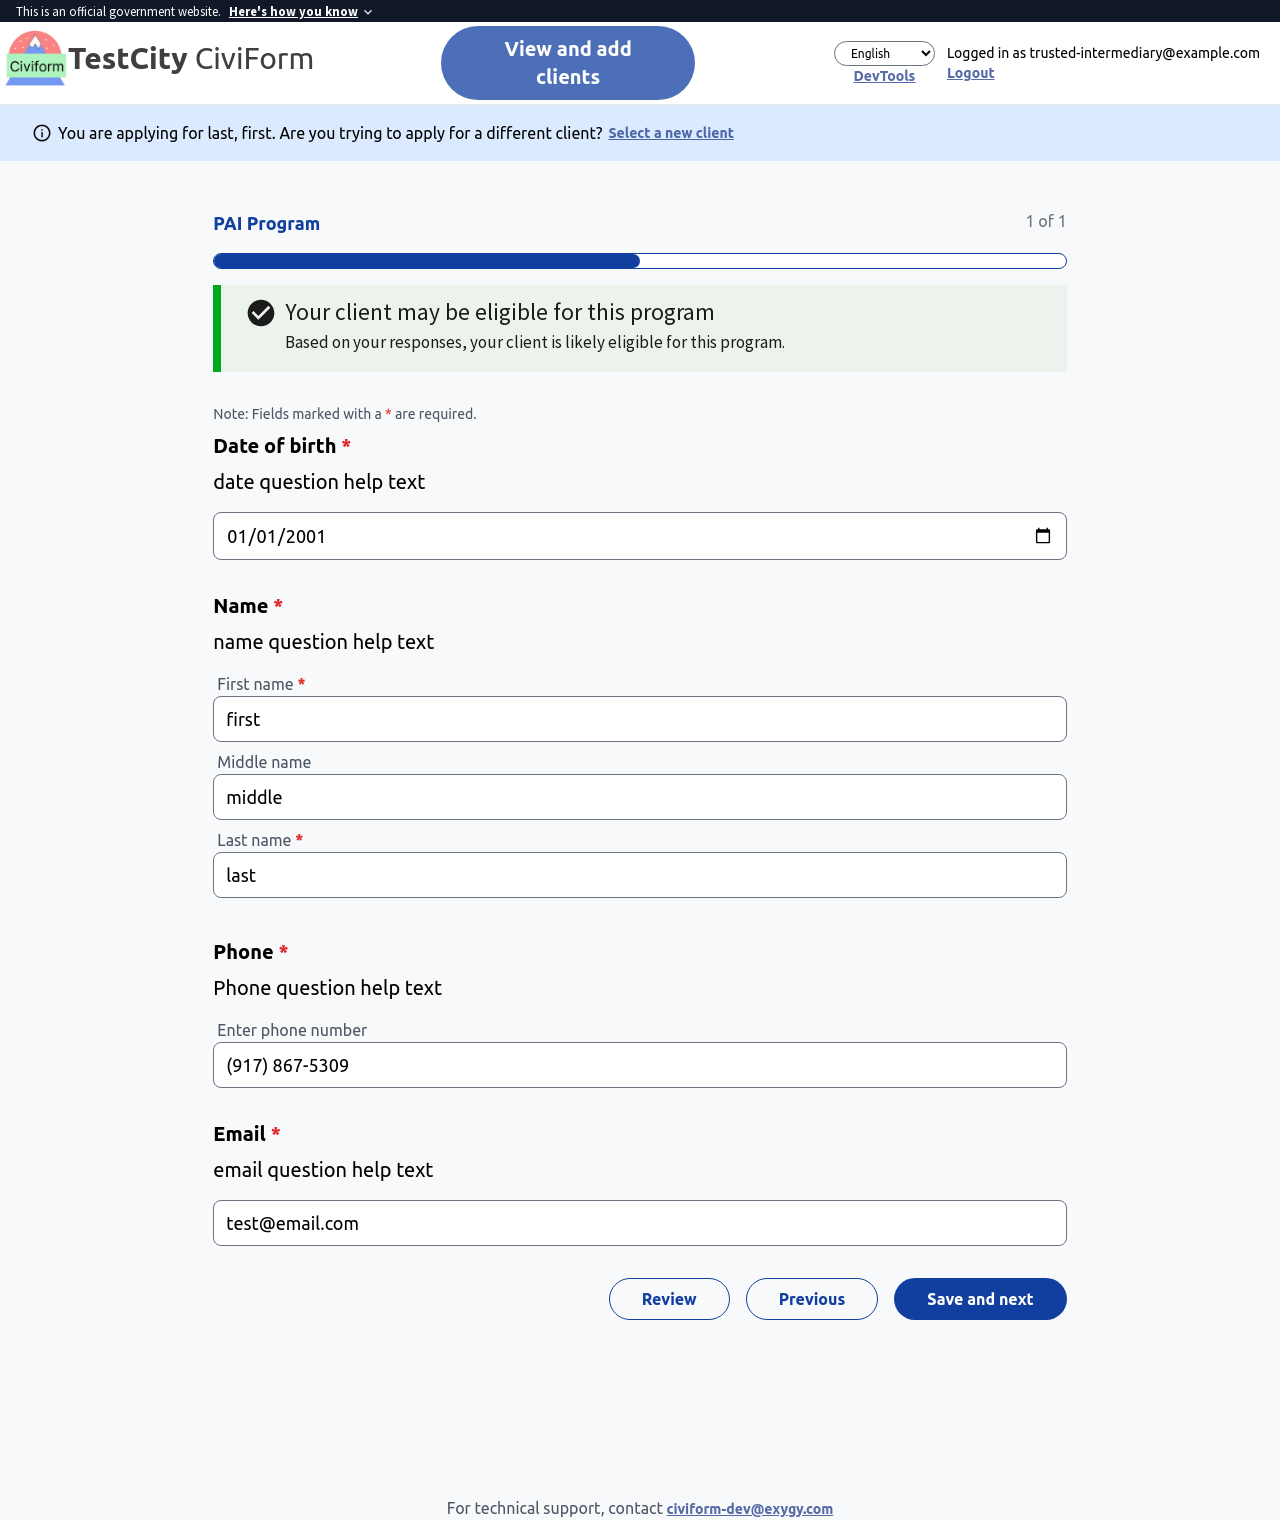 This is an official government website. Here's how you know
Civiform
TestCity CiviForm
View and add
clients
English
DevTools
Logged in as trusted-intermediary@example.com
Logout
You are applying for last, first. Are you trying to apply for a different client? Select a new client
PAI Program
1 of 1
Your client may be eligible for this program
Based on your responses, your client is likely eligible for this program.
Note: Fields marked with a * are required.
Date of birth *
date question help text
01/01/2001
Name *
name question help text
First name *
first
Middle name
middle
Last name *
last
Phone *
Phone question help text
Enter phone number
(917) 867-5309
Email *
email question help text
test@email.com
Review
Previous
Save and next
For technical support, contact civiform-dev@exygy.com